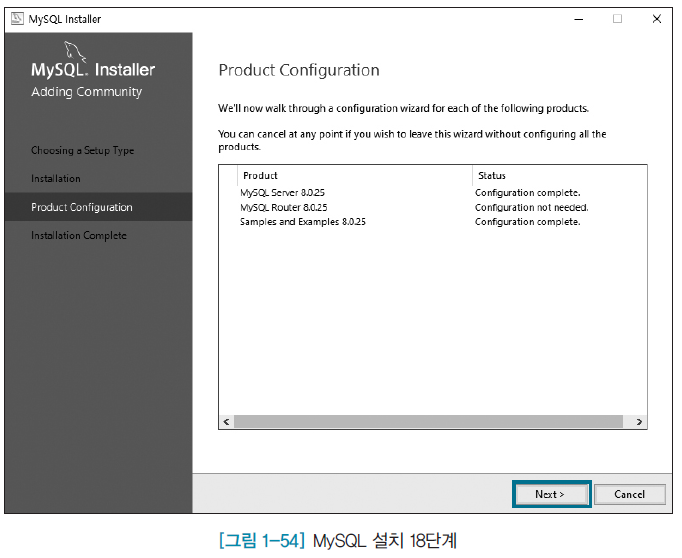 MySQL Installer
MySQL. Installer
Adding Community
Choosing a Setup Type
Installation
Product Configuration
Installation Complete
Product Configuration
We'll now walk through a configuration wizard for each of the following products.
You can cancel at any point if you wish to leave this wizard without configuring all the
products.
Product Status
MySQL Server 8.0.25 Configuration complete.
MySQL Router 8.0.25 Configuration not needed.
Samples and Examples 8.0.25 Configuration complete.
Next >
Cancel
[그림 1-54] MySQL 설치 18단계